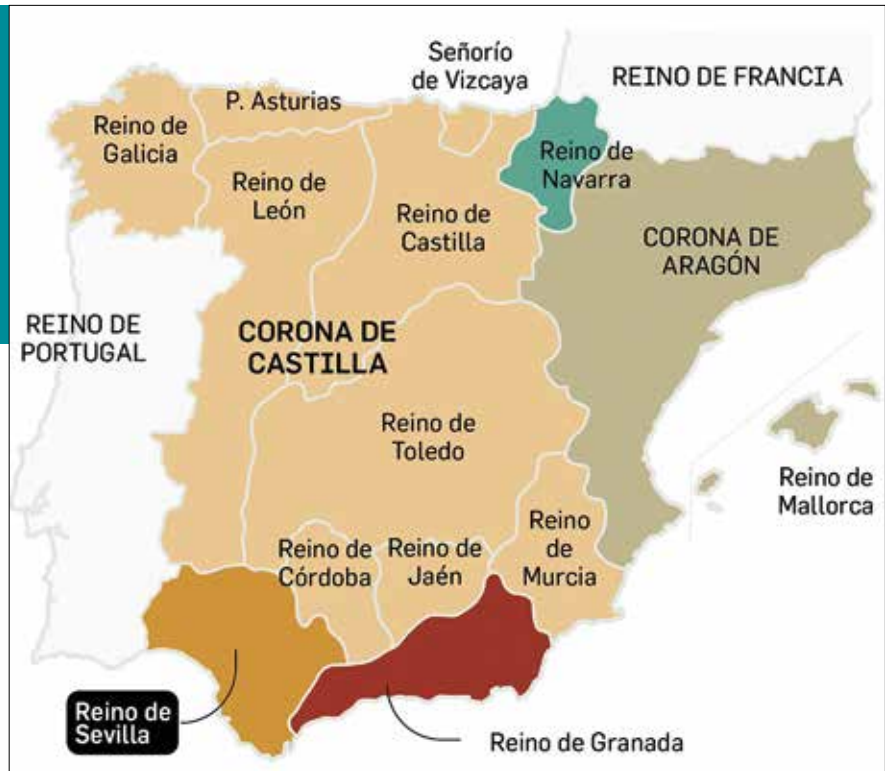 Señorío
de Vizcaya
REINO DE FRANCIA
P. Asturias
Reino de
Galicia
Reino de
León
Reino de
Castilla
Reino de
Navarra
CORONA DE
ARAGÓN
REINO DE
PORTUGAL
CORONA DE
CASTILLA
Reino de
Toledo
Reino de
Mallorca
Reino de
Córdoba
Reino de
Jaén
Reino
de
Murcia
Reino de
Sevilla
Reino de Granada